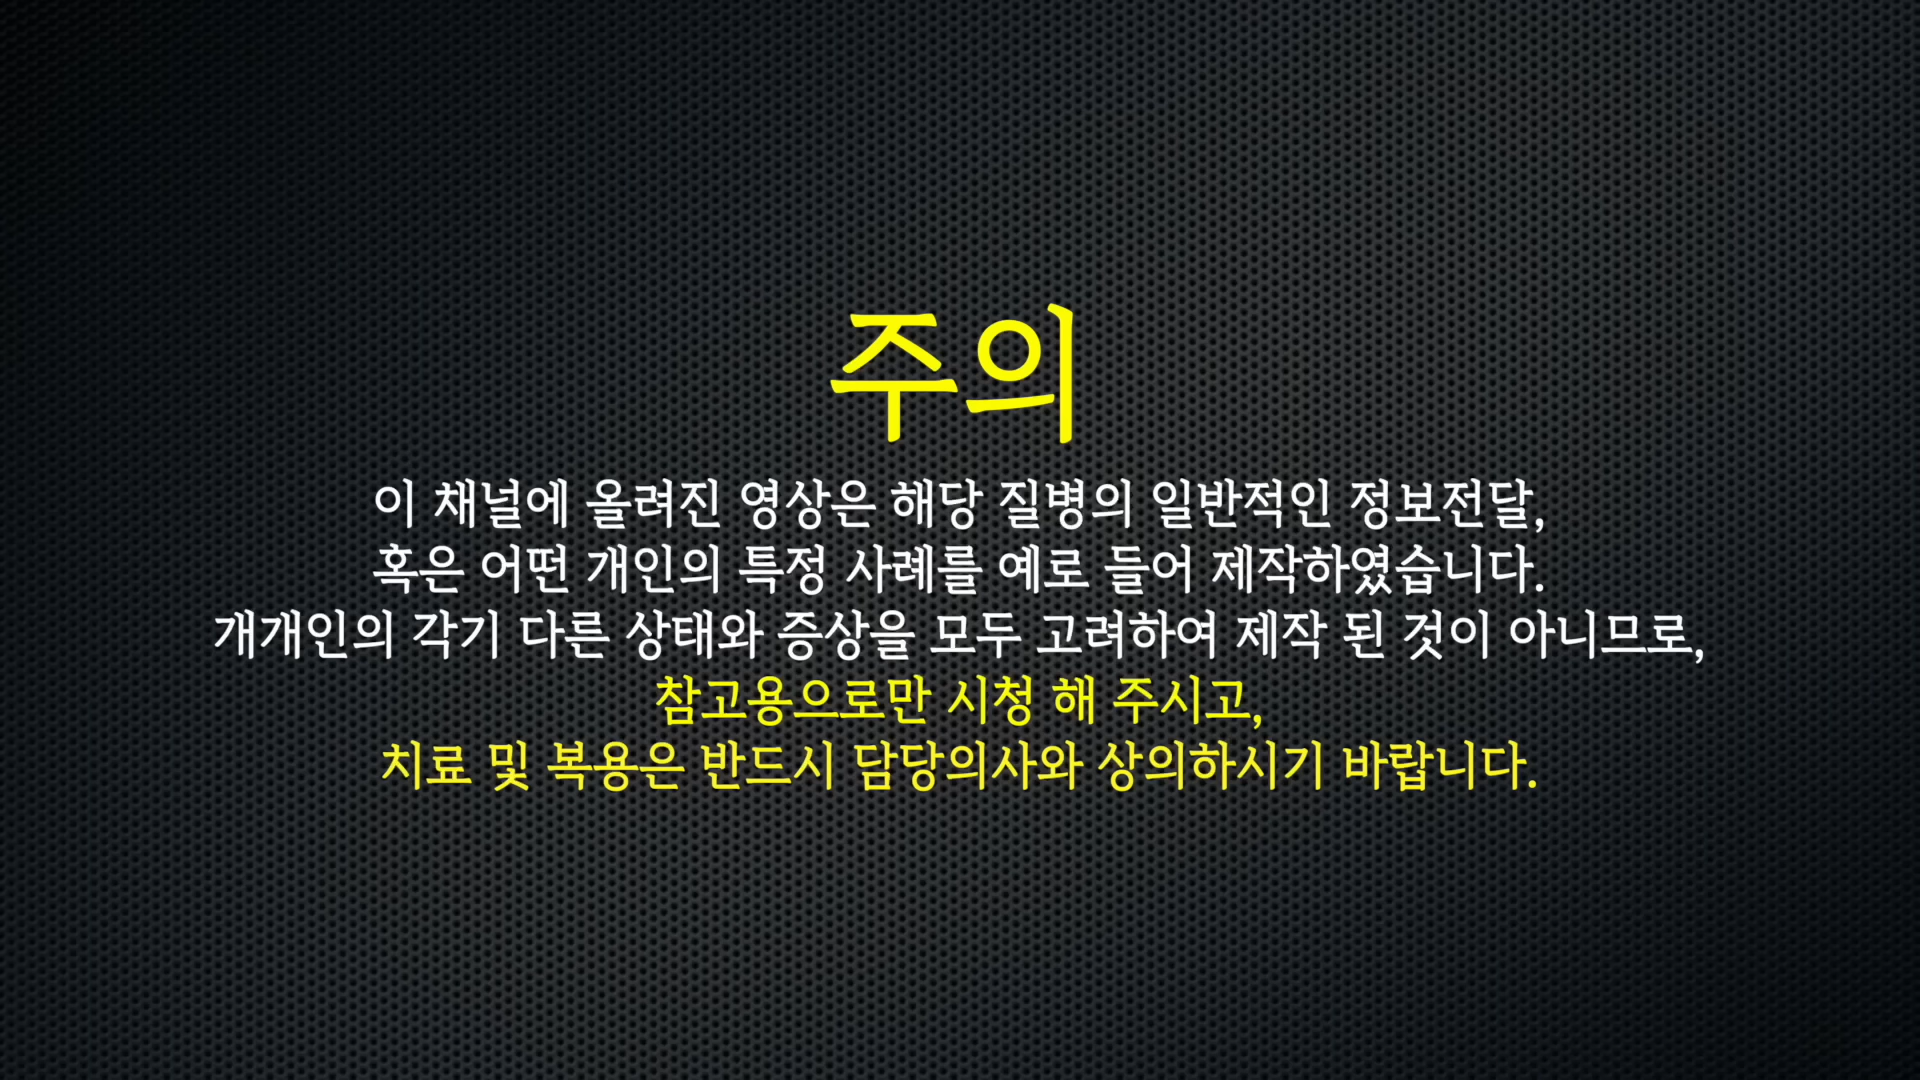 주의
이 채널에 올려진 영상은 해당 질병의 일반적인 정보전달,
혹은 어떤 개인의 특정 사례를 예로 들어 제작하였습니다.
개개인의 각기 다른 상태와 증상을 모두 고려하여 제작 된 것이 아니므로,
참고용으로만 시청 해 주시고,
치료 및 복용은 반드시 담당의사와 상의하시기 바랍니다.